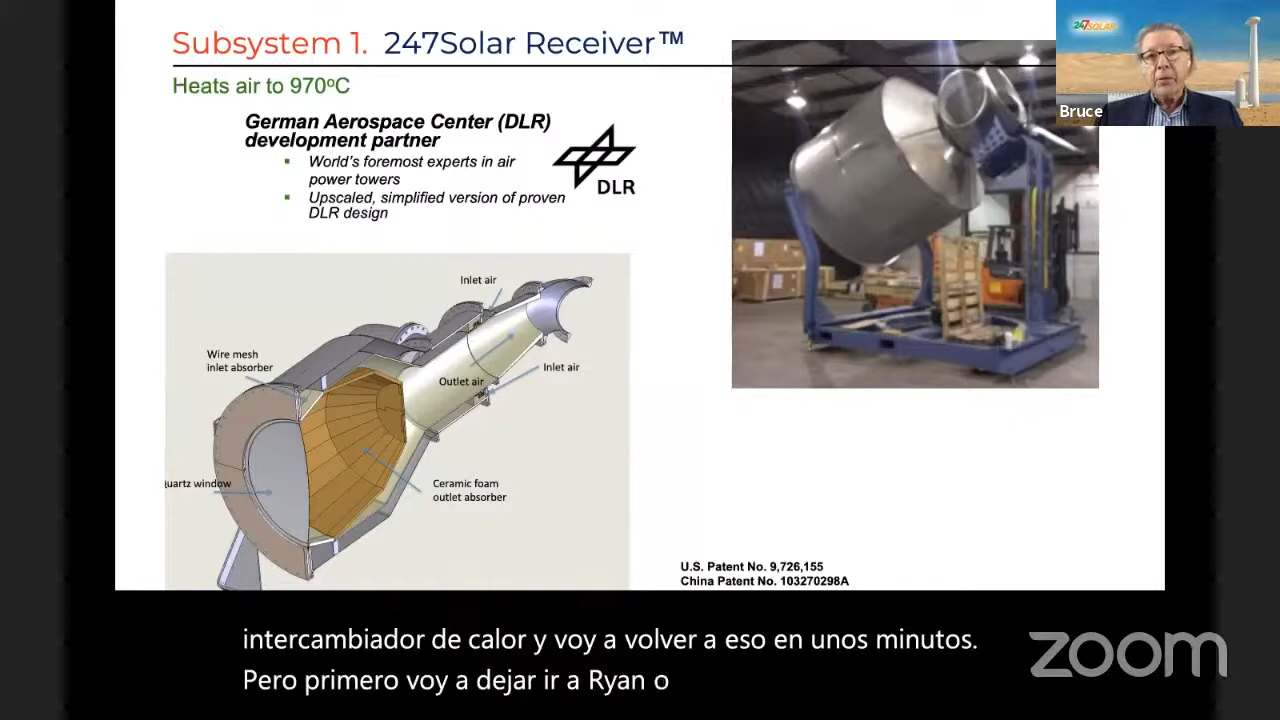 Subsystem 1. 247Solar Receiver™
Heats air to 970ºC
German Aerospace Center (DLR)
development partner
▪ World's foremost experts in air
power towers
▪ Upscaled, simplified version of proven
DLR design
DLR
247SOLAR
Bruce
Inlet air
Wire mesh
inlet absorber
Outlet air
Inlet air
Quartz window
Ceramic foam
outlet absorber
U.S. Patent No. 9,726,155
China Patent No. 103270298A
intercambiador de calor y voy a volver a eso en unos minutos.
Pero primero voy a dejar ir a Ryan o
zoom